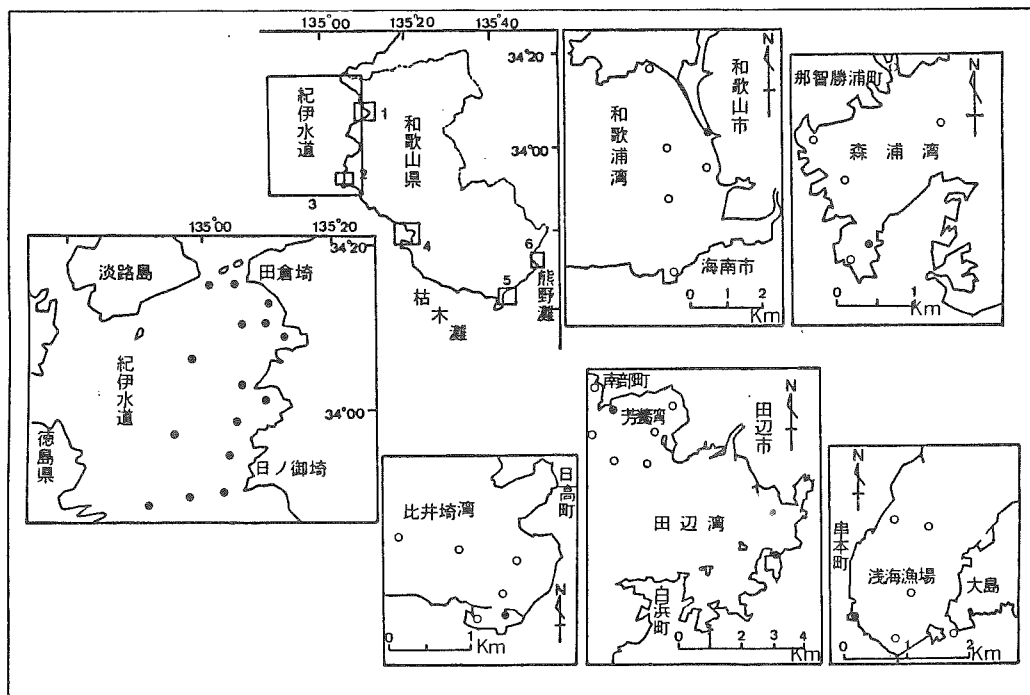 135°00'
135°20'
135°40'
34°20'
34°00'
紀伊水道
和歌山県
1
2
3
4
5
6
枯木灘
熊野灘
和歌浦湾
和歌山市
海南市
N
0 1 2
Km
那智勝浦町
森浦湾
N
0 1
Km
135°00'
135°20'
34°20'
34°00'
淡路島
田倉埼
紀伊水道
徳島県
日ノ御埼
比井埼湾
日高町
N
0 1
Km
南部町
芳養湾
田辺市
N
田辺湾
白浜町
0 1 2 3 4
Km
N
串本町
浅海漁場
大島
0 1 2
Km